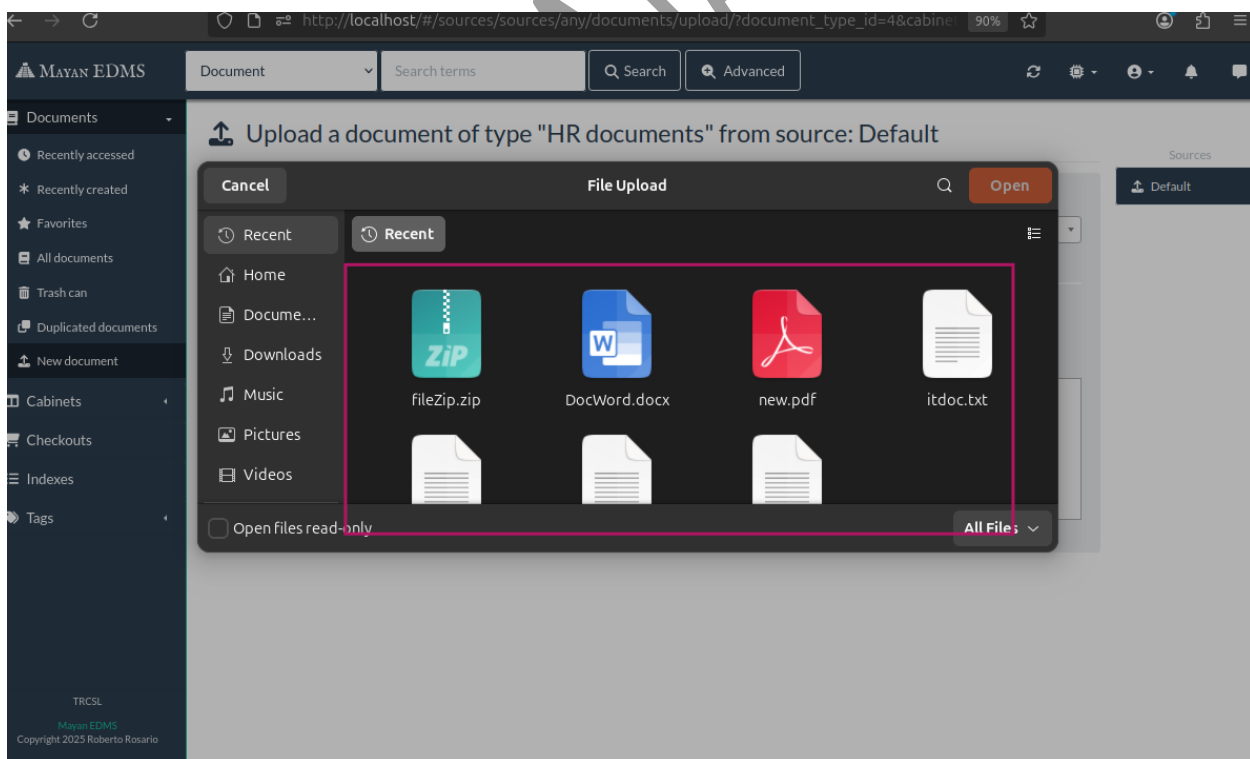 http://localhost/#/sources/sources/any/documents/upload/?document_type_id=4&cabinet 90%
MAYAN EDMS
Document
Search terms
Search
Advanced
Documents
Recently accessed
Recently created
Favorites
All documents
Trash can
Duplicated documents
New document
Cabinets
Checkouts
Indexes
Tags
TRCSL
Mayan EDMS
Copyright 2025 Roberto Rosario
Upload a document of type "HR documents" from source: Default
Sources
Default
Cancel
File Upload
Open
Recent
Home
Docume...
Downloads
Music
Pictures
Videos
Recent
ZiP
W
fileZip.zip
DocWord.docx
new.pdf
itdoc.txt
Open files read-only
All Files